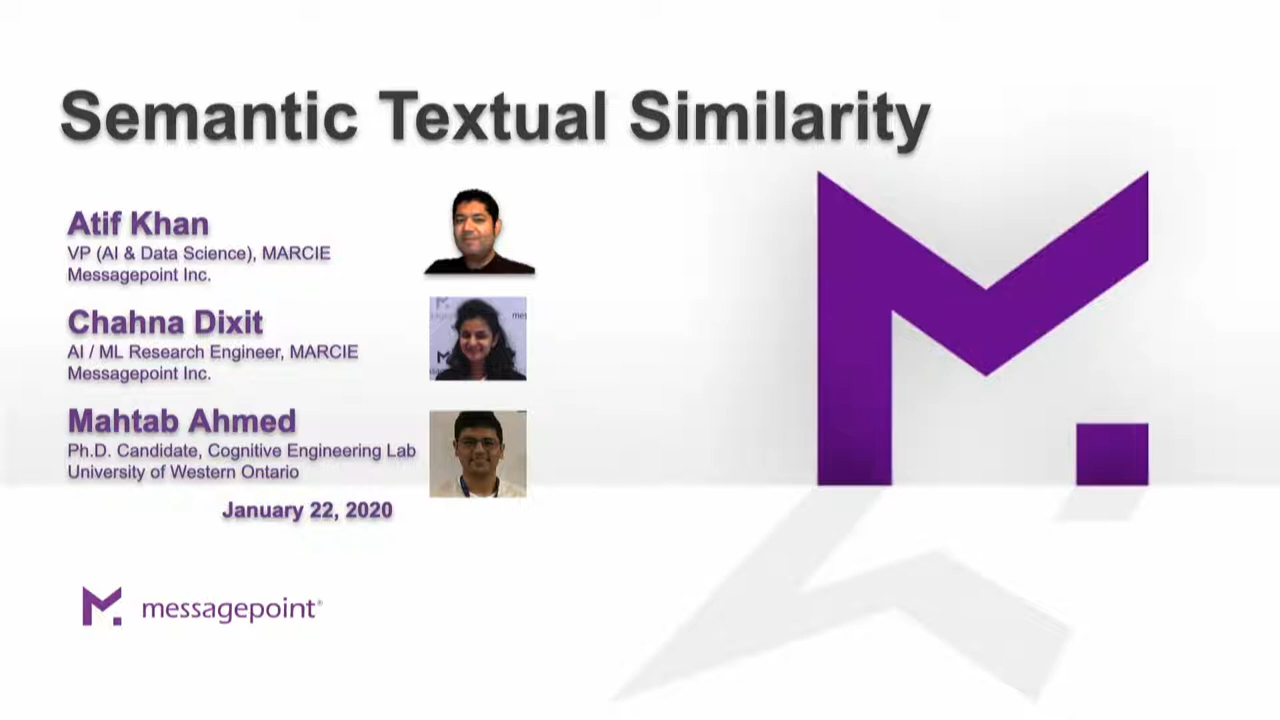 Semantic Textual Similarity
Atif Khan
VP (AI & Data Science), MARCIE
Messagepoint Inc.
Chahna Dixit
AI / ML Research Engineer, MARCIE
Messagepoint Inc.
Mahtab Ahmed
Ph.D. Candidate, Cognitive Engineering Lab
University of Western Ontario
January 22, 2020
M. messagepoint®